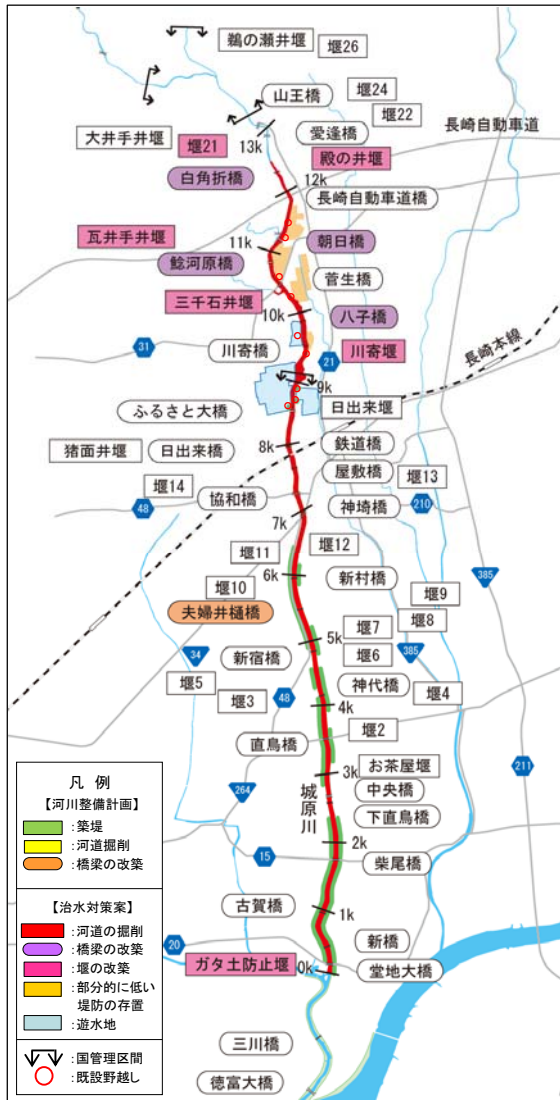 鵜の瀬井堰
堰26
山王橋
堰24
堰22
愛逢橋
長崎自動車道
大井手井堰
堰21
13k
殿の井堰
白角折橋
12k
長崎自動車道橋
瓦井手井堰
11k
朝日橋
鯰河原橋
菅生橋
三千石井堰
10k
八子橋
31
川寄橋
21
川寄堰
長崎本線
9k
日出来堰
ふるさと大橋
猪面井堰
日出来橋
8k
鉄道橋
屋敷橋
堰13
堰14
48
協和橋
7k
神埼橋
210
堰11
堰12
385
6k
新村橋
堰10
堰9
夫婦井樋橋
堰8
堰7
5k
34
新宿橋
堰6
385
堰5
神代橋
堰4
堰3
48
4k
堰2
直鳥橋
3k
お茶屋堰
211
264
中央橋
城原川
下直鳥橋
2k
15
柴尾橋
古賀橋
1k
20
新橋
ガタ土防止堰
0k
堂地大橋
三川橋
徳富大橋
凡 例
【河川整備計画】
:築堤
:河道掘削
:橋梁の改築
【治水対策案】
:河道の掘削
:橋梁の改築
:堰の改築
:部分的に低い
堤防の存置
:遊水地
:国管理区間
:既設野越し